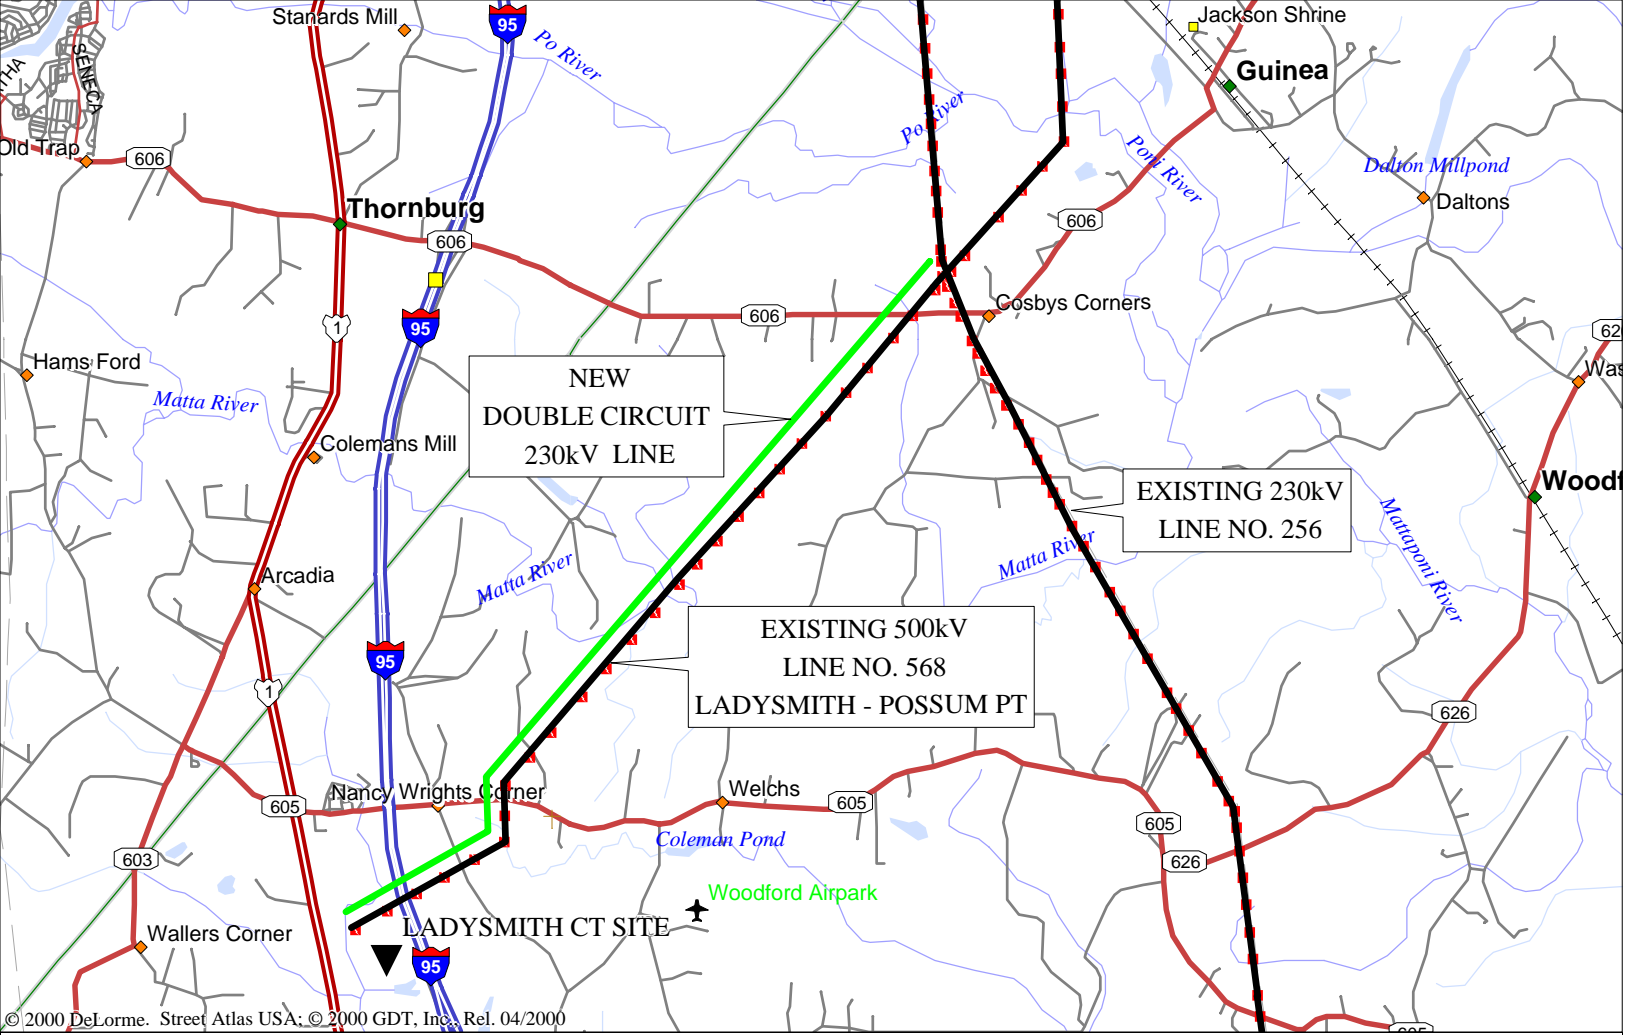 Stanards Mill
95
Jackson Shrine
Po River
SENECA
THA
Guinea
Po River
Old Trap
606
Poni River
Dalton Millpond
Daltons
Thornburg
606
606
1
95
606
Cosbys Corners
62
Hams Ford
Was
Matta River
NEW
DOUBLE CIRCUIT
230kV LINE
Colemans Mill
EXISTING 230kV
LINE NO. 256
Woodf
Mattaponi River
Matta River
Matta River
Arcadia
EXISTING 500kV
LINE NO. 568
LADYSMITH - POSSUM PT
95
1
626
Nancy Wrights Corner
605
Welchs
605
605
Coleman Pond
603
626
Woodford Airpark
LADYSMITH CT SITE
Wallers Corner
95
© 2000 DeLorme. Street Atlas USA; © 2000 GDT, Inc., Rel. 04/2000
605